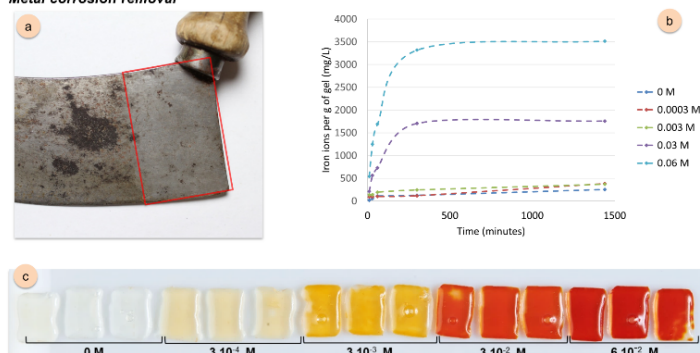 Metal corrosion removal
a
b
Iron ions per g of gel (mg/L)
4000
3500
3000
2500
2000
1500
1000
500
0
0
500
1000
1500
Time (minutes)
0 M
0.0003 M
0.003 M
0.03 M
0.06 M
c
0 M
3 10⁻⁴ M
3 10⁻³ M
3 10⁻² M
6 10⁻² M